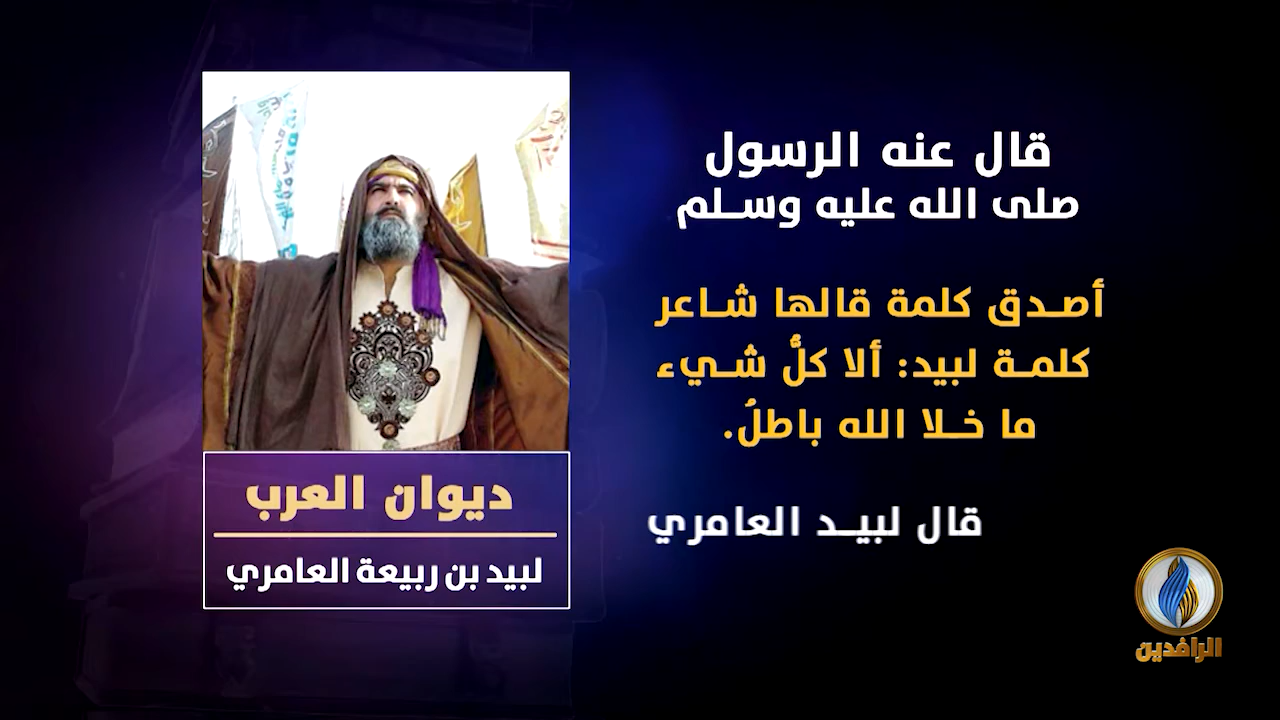 قال عنه الرسول
صلى الله عليه وسلم
أصدق كلمة قالها شاعر
كلمة لبيد: ألا كلُّ شيء
ما خلا الله باطلُ.
قال لبيد العامري
ديوان العرب
لبيد بن ربيعة العامري
الرافدين